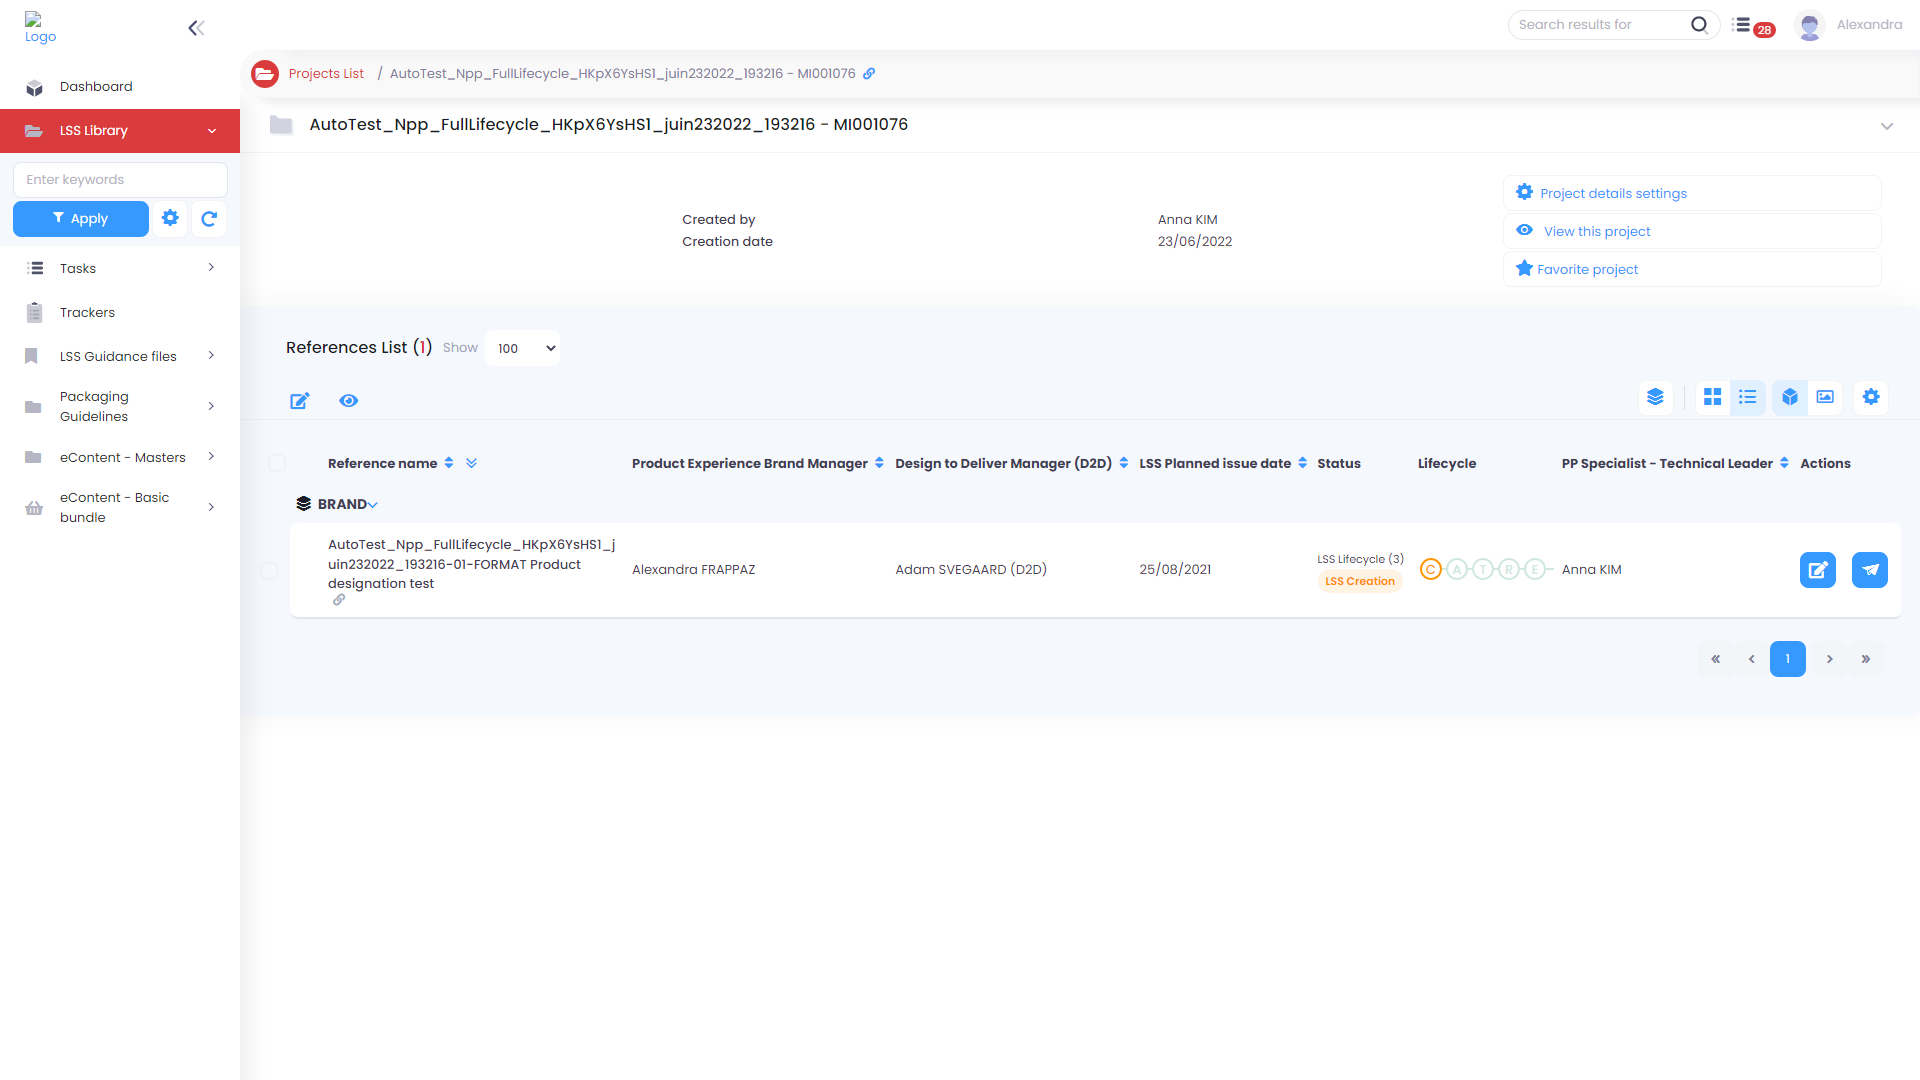 Logo
Search results for
28
Alexandra
Dashboard
LSS Library
Enter keywords
Apply
Tasks
Trackers
LSS Guidance files
Packaging
Guidelines
eContent - Masters
eContent - Basic
bundle
Projects List / AutoTest_Npp_FullLifecycle_HKpX6YsHS1_juin232022_193216 - MI001076
AutoTest_Npp_FullLifecycle_HKpX6YsHS1_juin232022_193216 - MI001076
Created by Anna KIM
Creation date 23/06/2022
Project details settings
View this project
Favorite project
References List (1) Show 100
Reference name Product Experience Brand Manager Design to Deliver Manager (D2D) LSS Planned issue date Status Lifecycle PP Specialist - Technical Leader Actions
BRAND
AutoTest_Npp_FullLifecycle_HKpX6YsHS1_j
uin232022_193216-01-FORMAT Product
designation test
Alexandra FRAPPAZ
Adam SVEGAARD (D2D)
25/08/2021
LSS Lifecycle (3)
LSS Creation
C A T R E
Anna KIM
« ‹ 1 › »